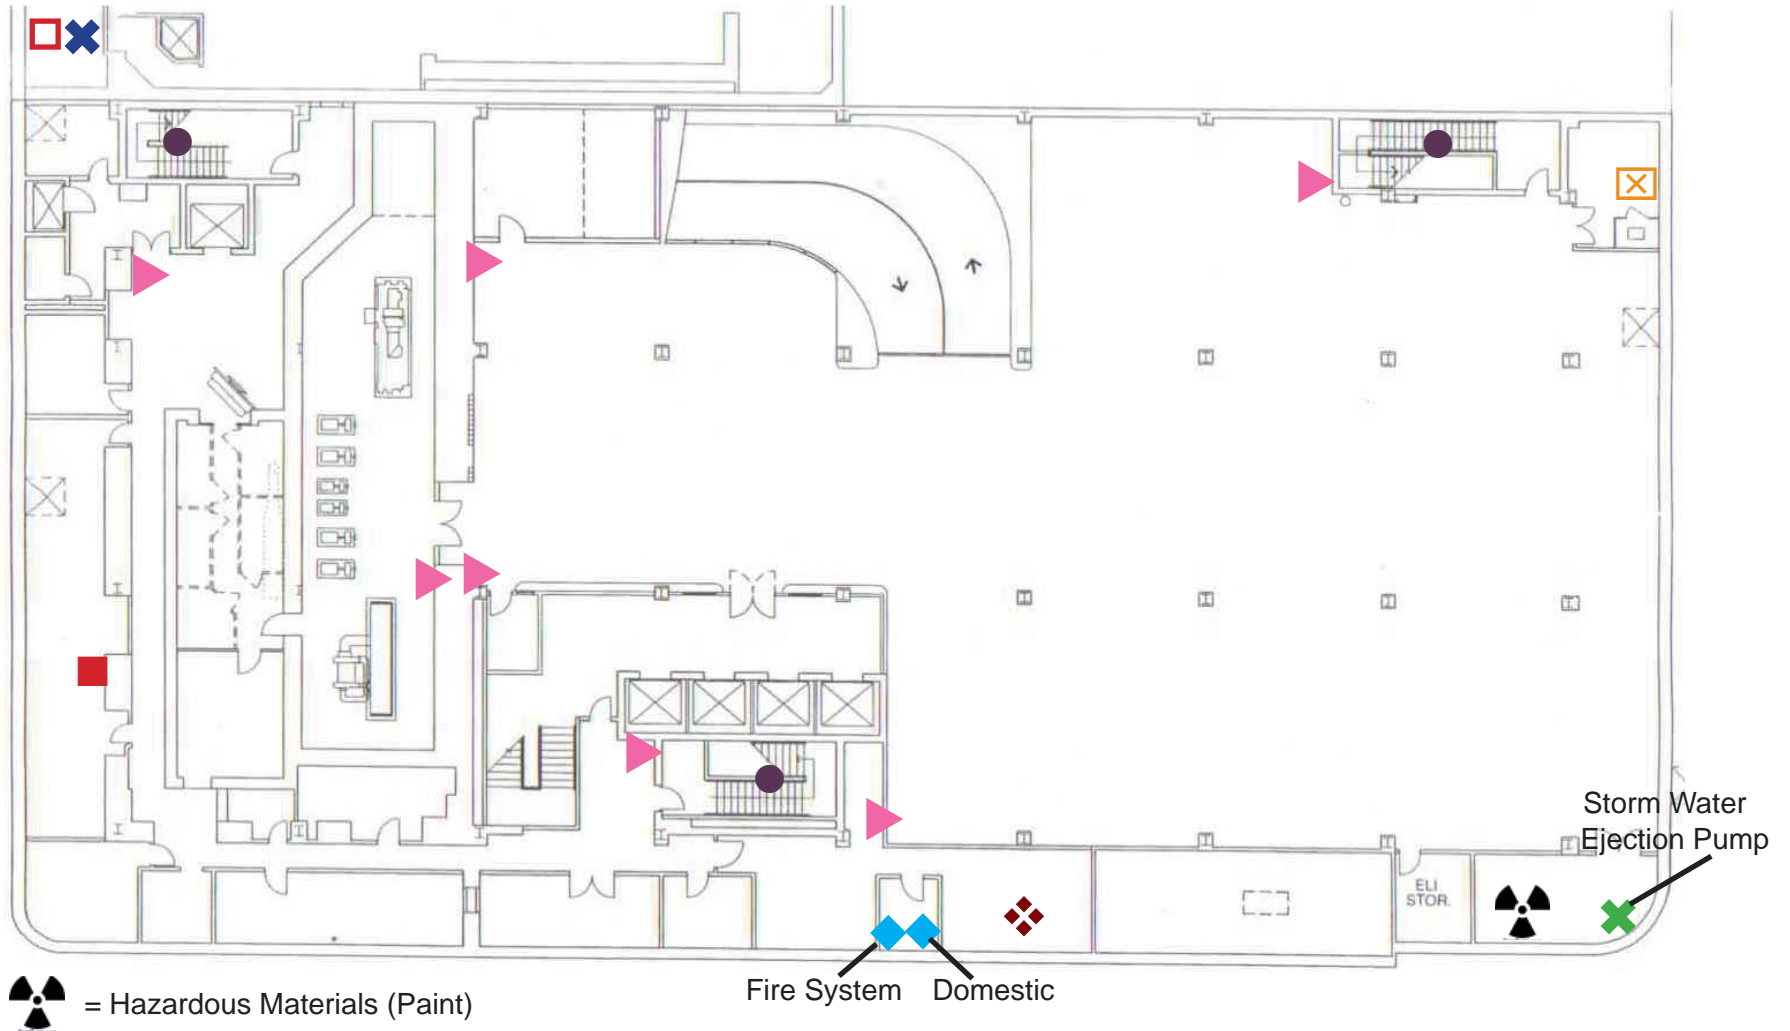 Storm Water
Ejection Pump
ELI
STOR.
Fire System
Domestic
= Hazardous Materials (Paint)